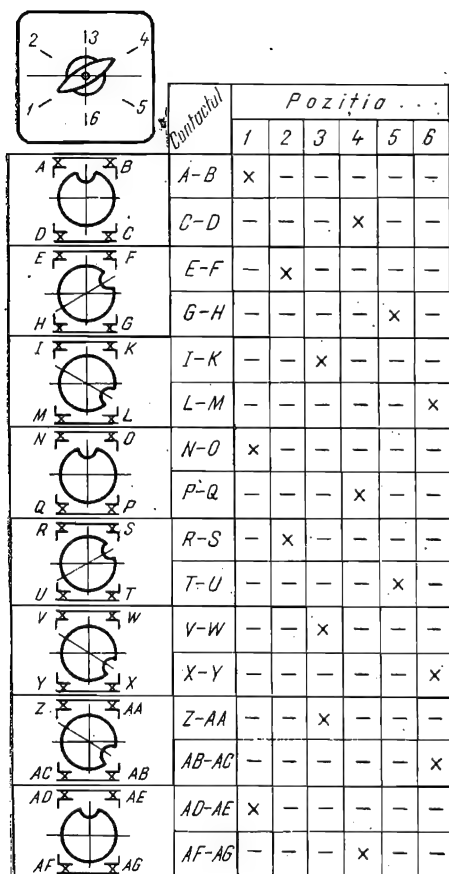 2 13 4
1 16 5
Contactul Poziția ...
1 2 3 4 5 6
A B
D C
A-B × – – – – –
C-D – – – × – –
E F
H G
E-F – × – – – –
G-H – – – – × –
I K
M L
I-K – – × – – –
L-M – – – – – ×
N O
Q P
N-O × – – – – –
P-Q – – – × – –
R S
U T
R-S – × – – – –
T-U – – – – × –
V W
Y X
V-W – – × – – –
X-Y – – – – – ×
Z AA
AC AB
Z-AA – – × – – –
AB-AC – – – – – ×
AD AE
AF AG
AD-AE × – – – – –
AF-AG – – – × – –